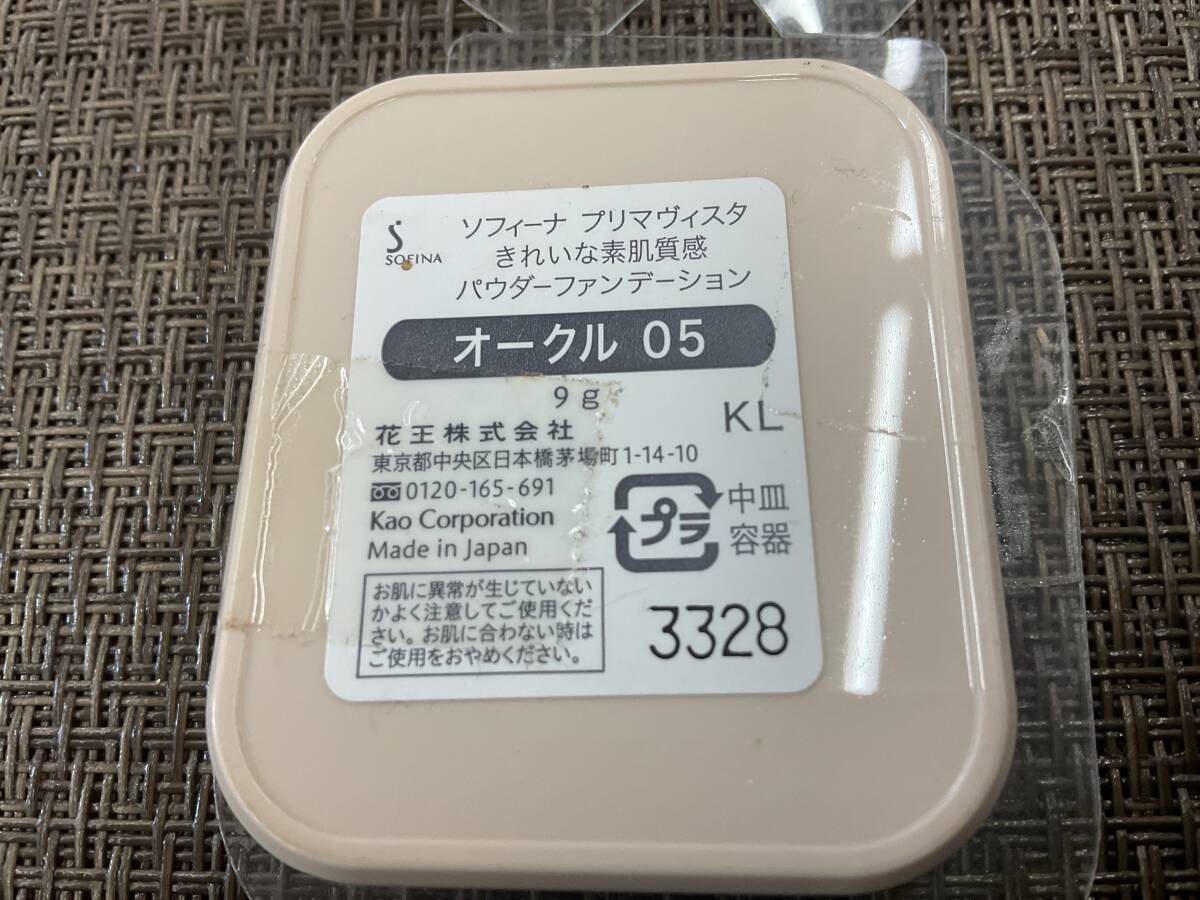 SOFINA
ソフィーナ プリマヴィスタ
きれいな素肌質感
パウダーファンデーション
オークル 05
9g
KL
花王株式会社
東京都中央区日本橋茅場町1-14-10
0120-165-691
Kao Corporation
Made in Japan
プラ
中皿
容器
お肌に異常が生じていない
かよく注意してご使用くだ
さい。お肌に合わない時は
ご使用をおやめください。
3328